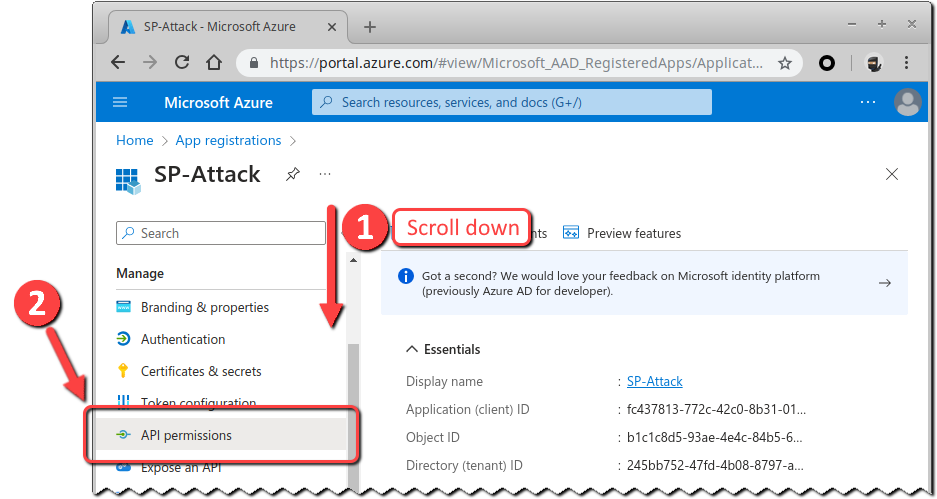 SP-Attack - Microsoft Azure
https://portal.azure.com/#view/Microsoft_AAD_RegisteredApps/Applicat...
Microsoft Azure
Search resources, services, and docs (G+/)
Home > App registrations >
SP-Attack
1 Scroll down
Search
nts
Preview features
Got a second? We would love your feedback on Microsoft identity platform
(previously Azure AD for developer).
Manage
2
Branding & properties
Authentication
Certificates & secrets
Token configuration
API permissions
Expose an API
Essentials
Display name : SP-Attack
Application (client) ID : fc437813-772c-42c0-8b31-01...
Object ID : b1c1c8d5-93ae-4e4c-84b5-6...
Directory (tenant) ID : 245bb752-47fd-4b08-8797-a...